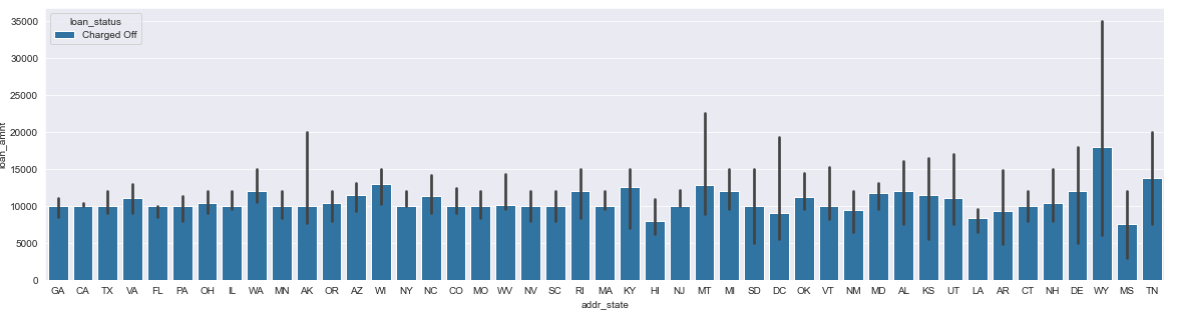 loan_status
Charged Off
35000
30000
25000
20000
15000
10000
5000
0
loan_amnt
GA CA TX VA FL PA OH IL WA MN AK OR AZ WI NY NC CO MO WV NV SC RI MA KY HI NJ MT MI SD DC OK VT NM MD AL KS UT LA AR CT NH DE WY MS TN
addr_state